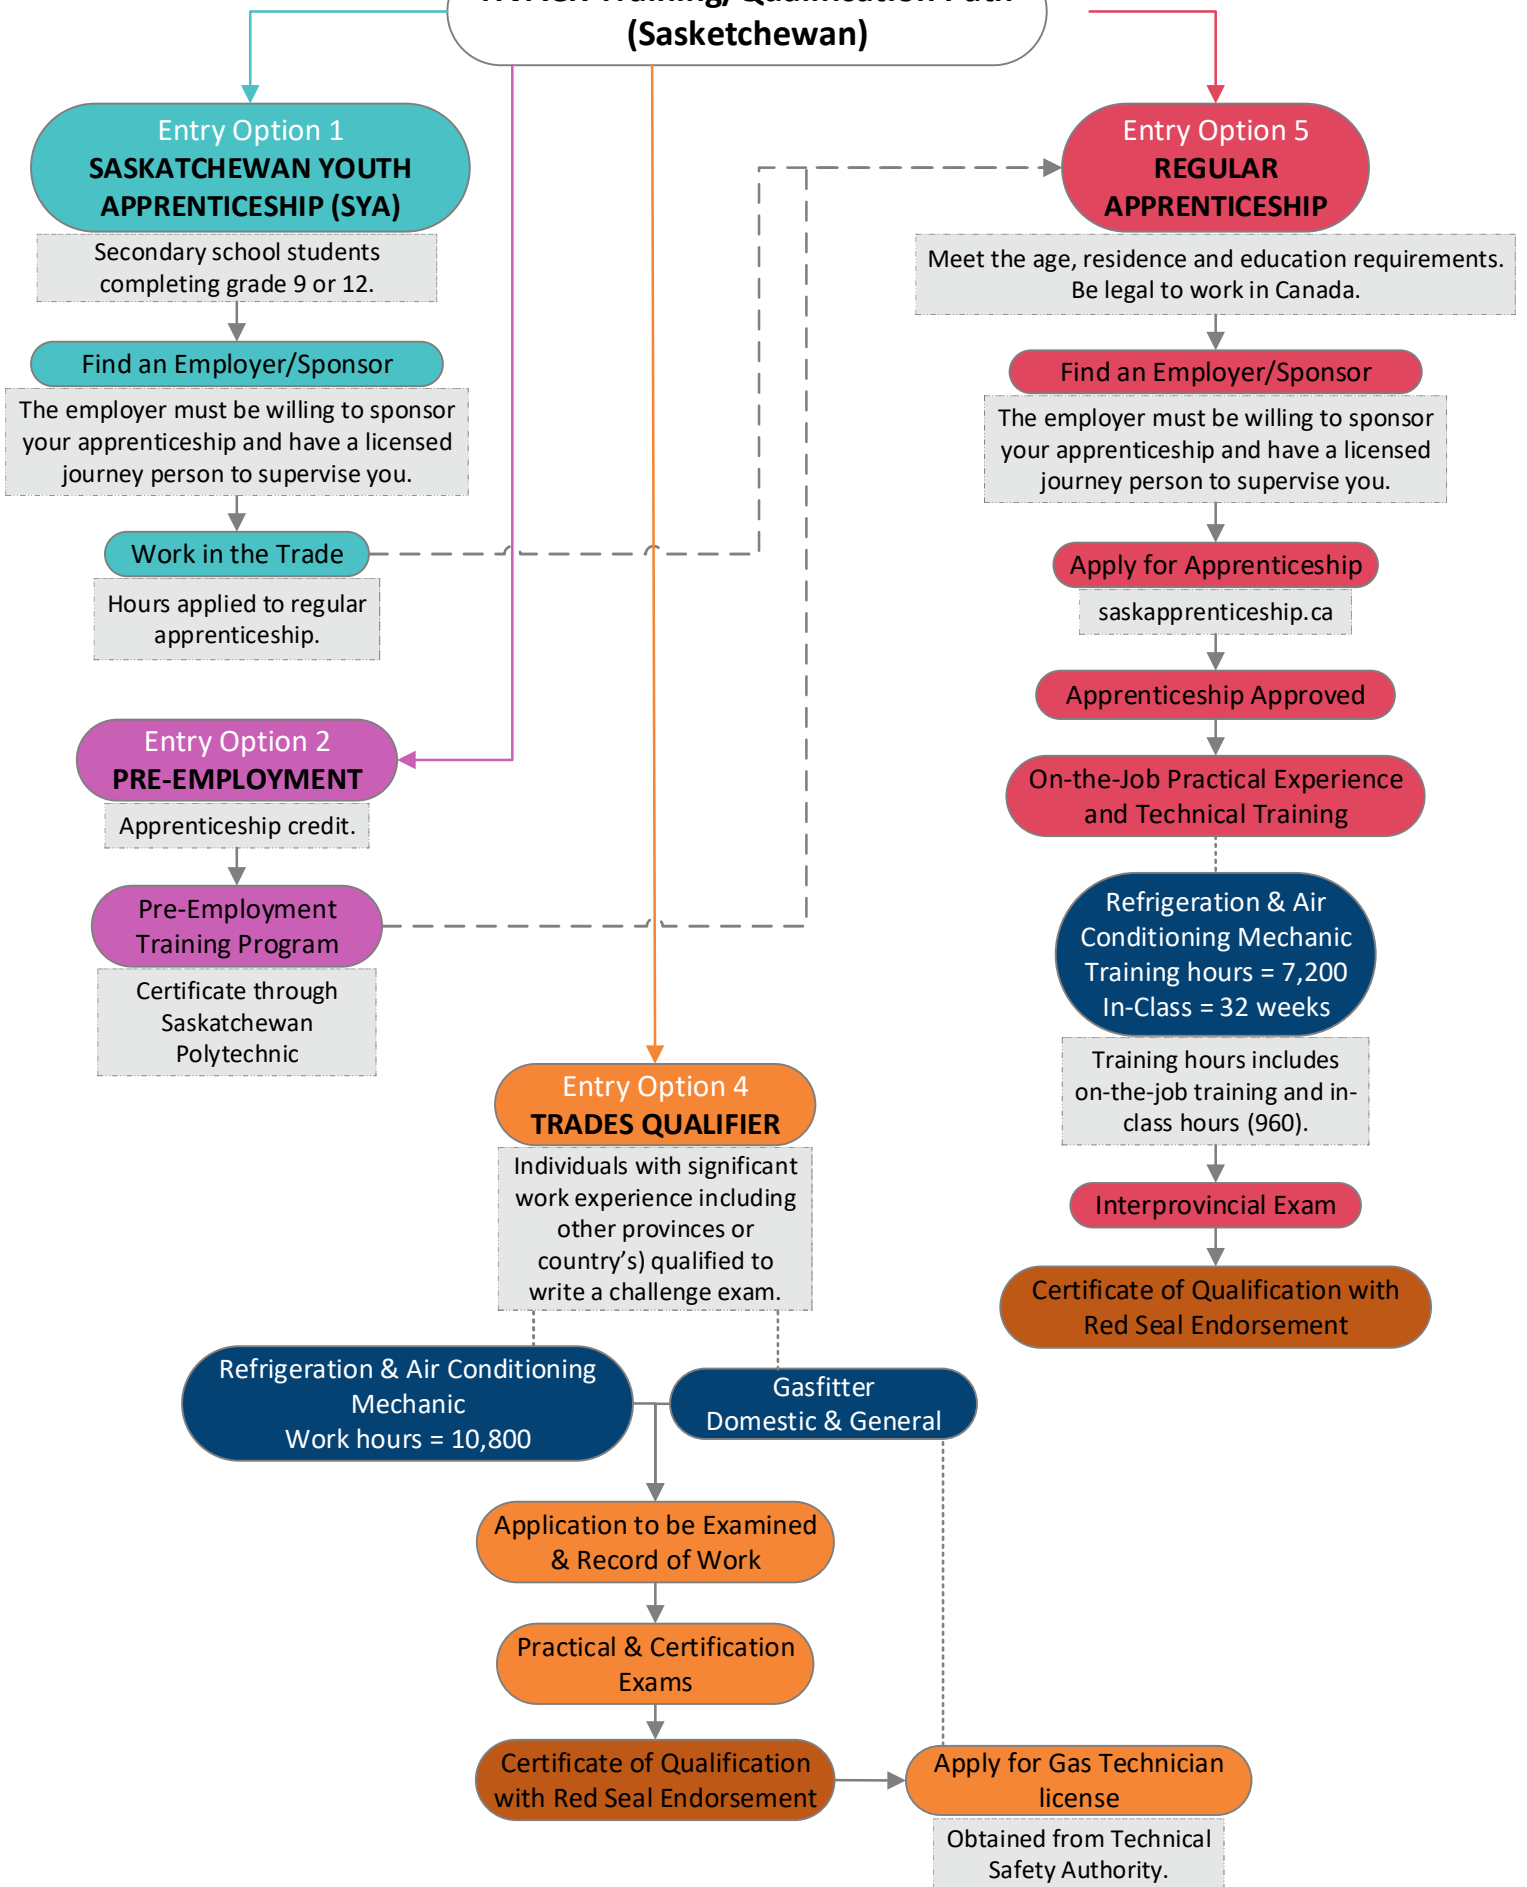 (Sasketchewan)
Entry Option 1
SASKATCHEWAN YOUTH
APPRENTICESHIP (SYA)
Secondary school students
completing grade 9 or 12.
Find an Employer/Sponsor
The employer must be willing to sponsor
your apprenticeship and have a licensed
journey person to supervise you.
Work in the Trade
Hours applied to regular
apprenticeship.
Entry Option 2
PRE-EMPLOYMENT
Apprenticeship credit.
Pre-Employment
Training Program
Certificate through
Saskatchewan
Polytechnic
Entry Option 4
TRADES QUALIFIER
Individuals with significant
work experience including
other provinces or
country's) qualified to
write a challenge exam.
Refrigeration & Air Conditioning
Mechanic
Work hours = 10,800
Gasfitter
Domestic & General
Application to be Examined
& Record of Work
Practical & Certification
Exams
Certificate of Qualification
with Red Seal Endorsement
Apply for Gas Technician
license
Obtained from Technical
Safety Authority.
Entry Option 5
REGULAR
APPRENTICESHIP
Meet the age, residence and education requirements.
Be legal to work in Canada.
Find an Employer/Sponsor
The employer must be willing to sponsor
your apprenticeship and have a licensed
journey person to supervise you.
Apply for Apprenticeship
saskapprenticeship.ca
Apprenticeship Approved
On-the-Job Practical Experience
and Technical Training
Refrigeration & Air
Conditioning Mechanic
Training hours = 7,200
In-Class = 32 weeks
Training hours includes
on-the-job training and in-
class hours (960).
Interprovincial Exam
Certificate of Qualification with
Red Seal Endorsement